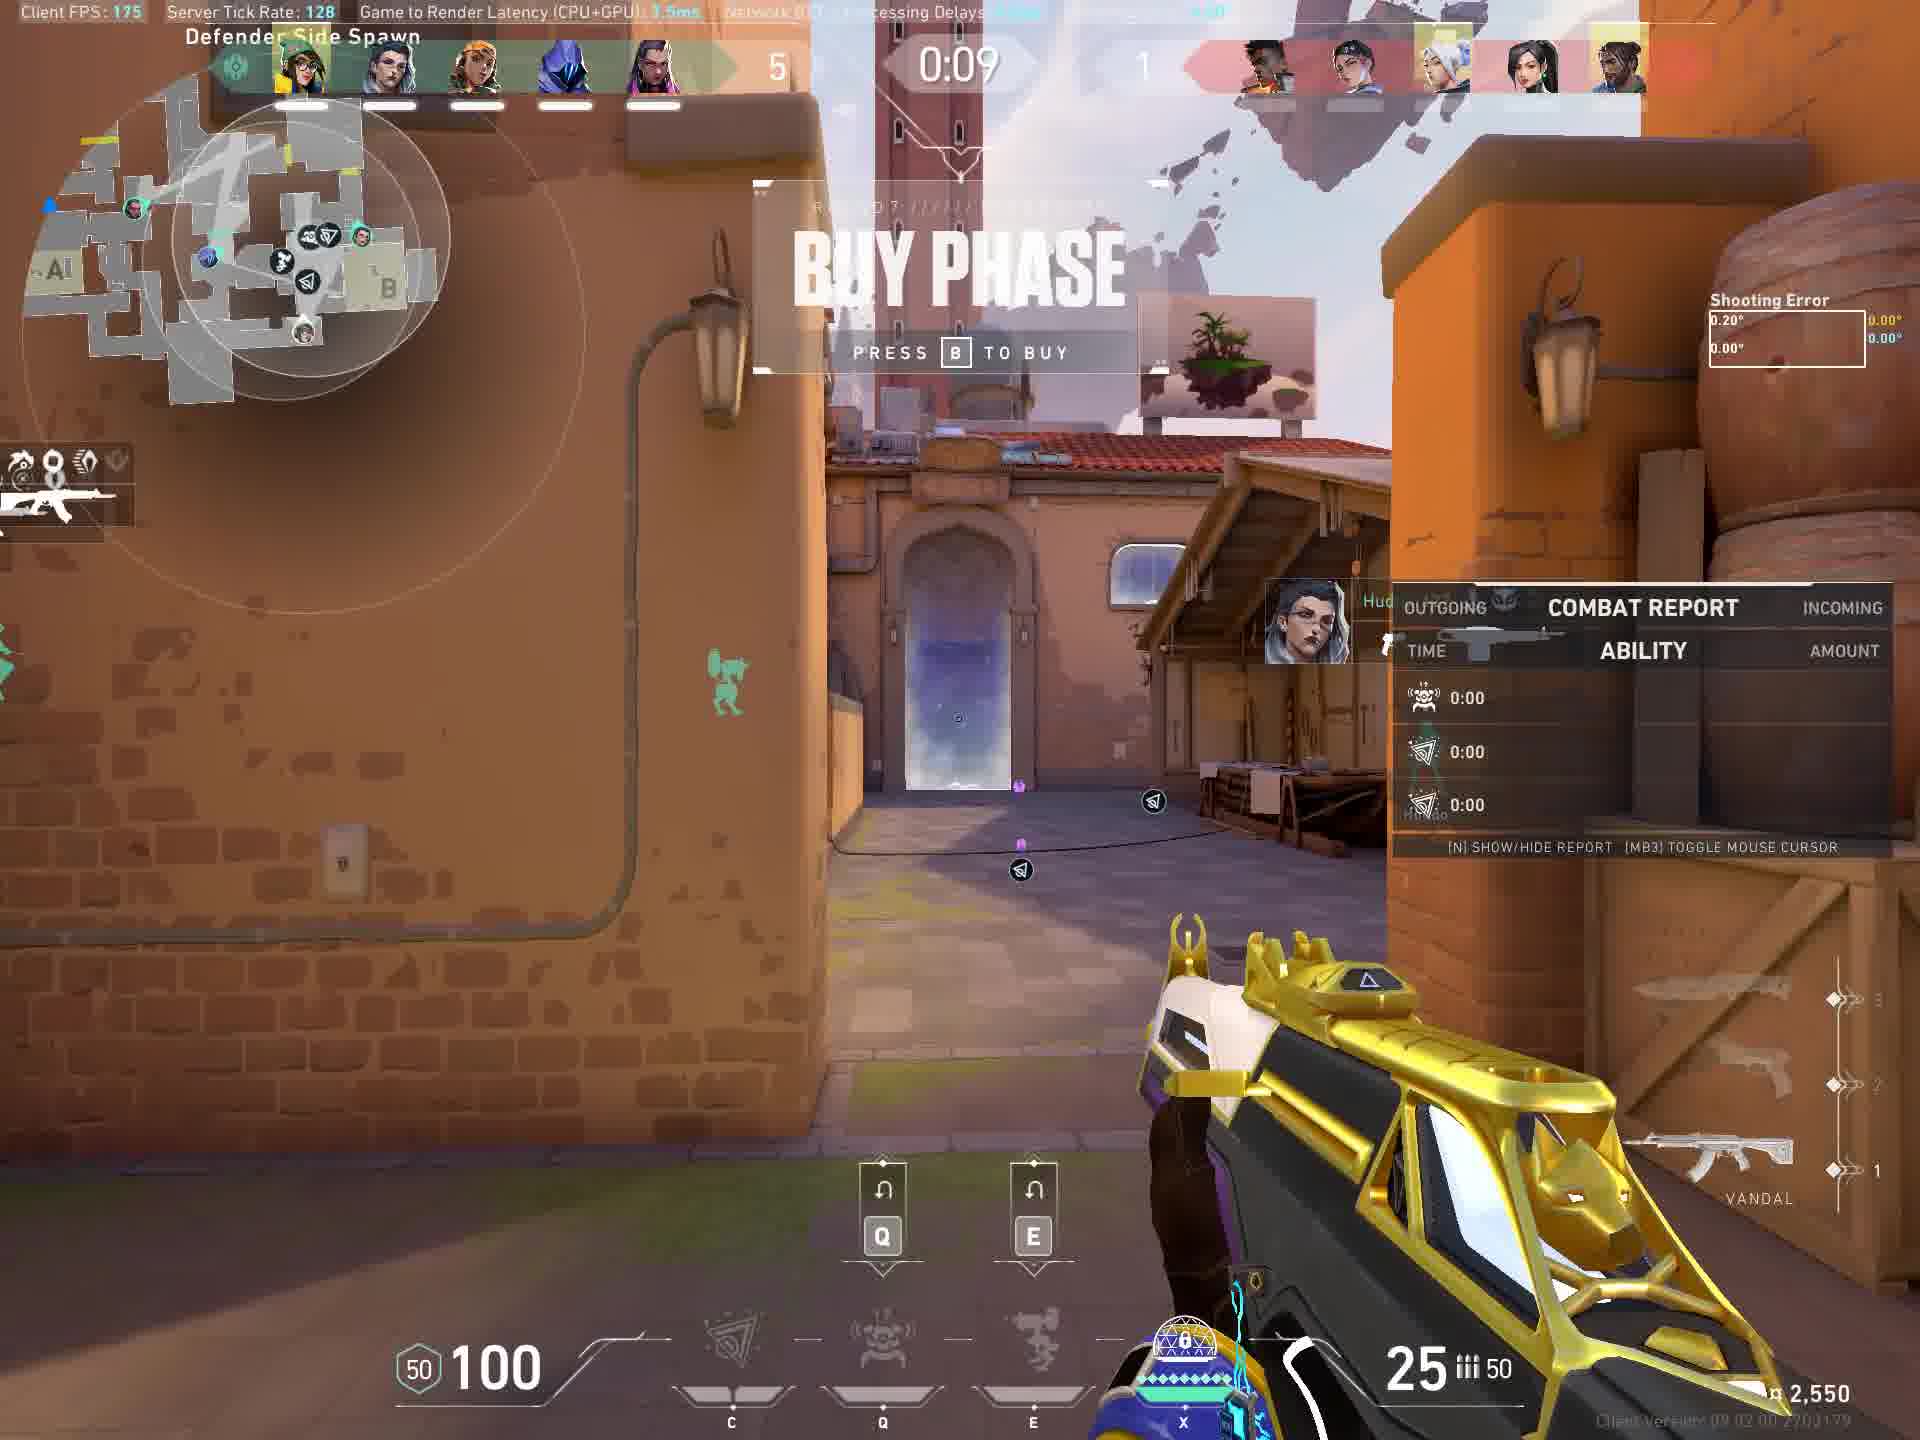 Client FPS: 175 Server Tick Rate: 128 Game to Render Latency (CPU+GPU): 7.5ms
Defender Side Spawn
5 0:09 1
BUY PHASE
PRESS B TO BUY
A
B
Shooting Error
0.20° 0.00°
0.00° 0.00°
OUTGOING COMBAT REPORT INCOMING
TIME ABILITY AMOUNT
0:00
0:00
0:00
[N] SHOW/HIDE REPORT [MB3] TOGGLE MOUSE CURSOR
3
2
1
VANDAL
Q E
50 100
25 50
2,550
C Q E X